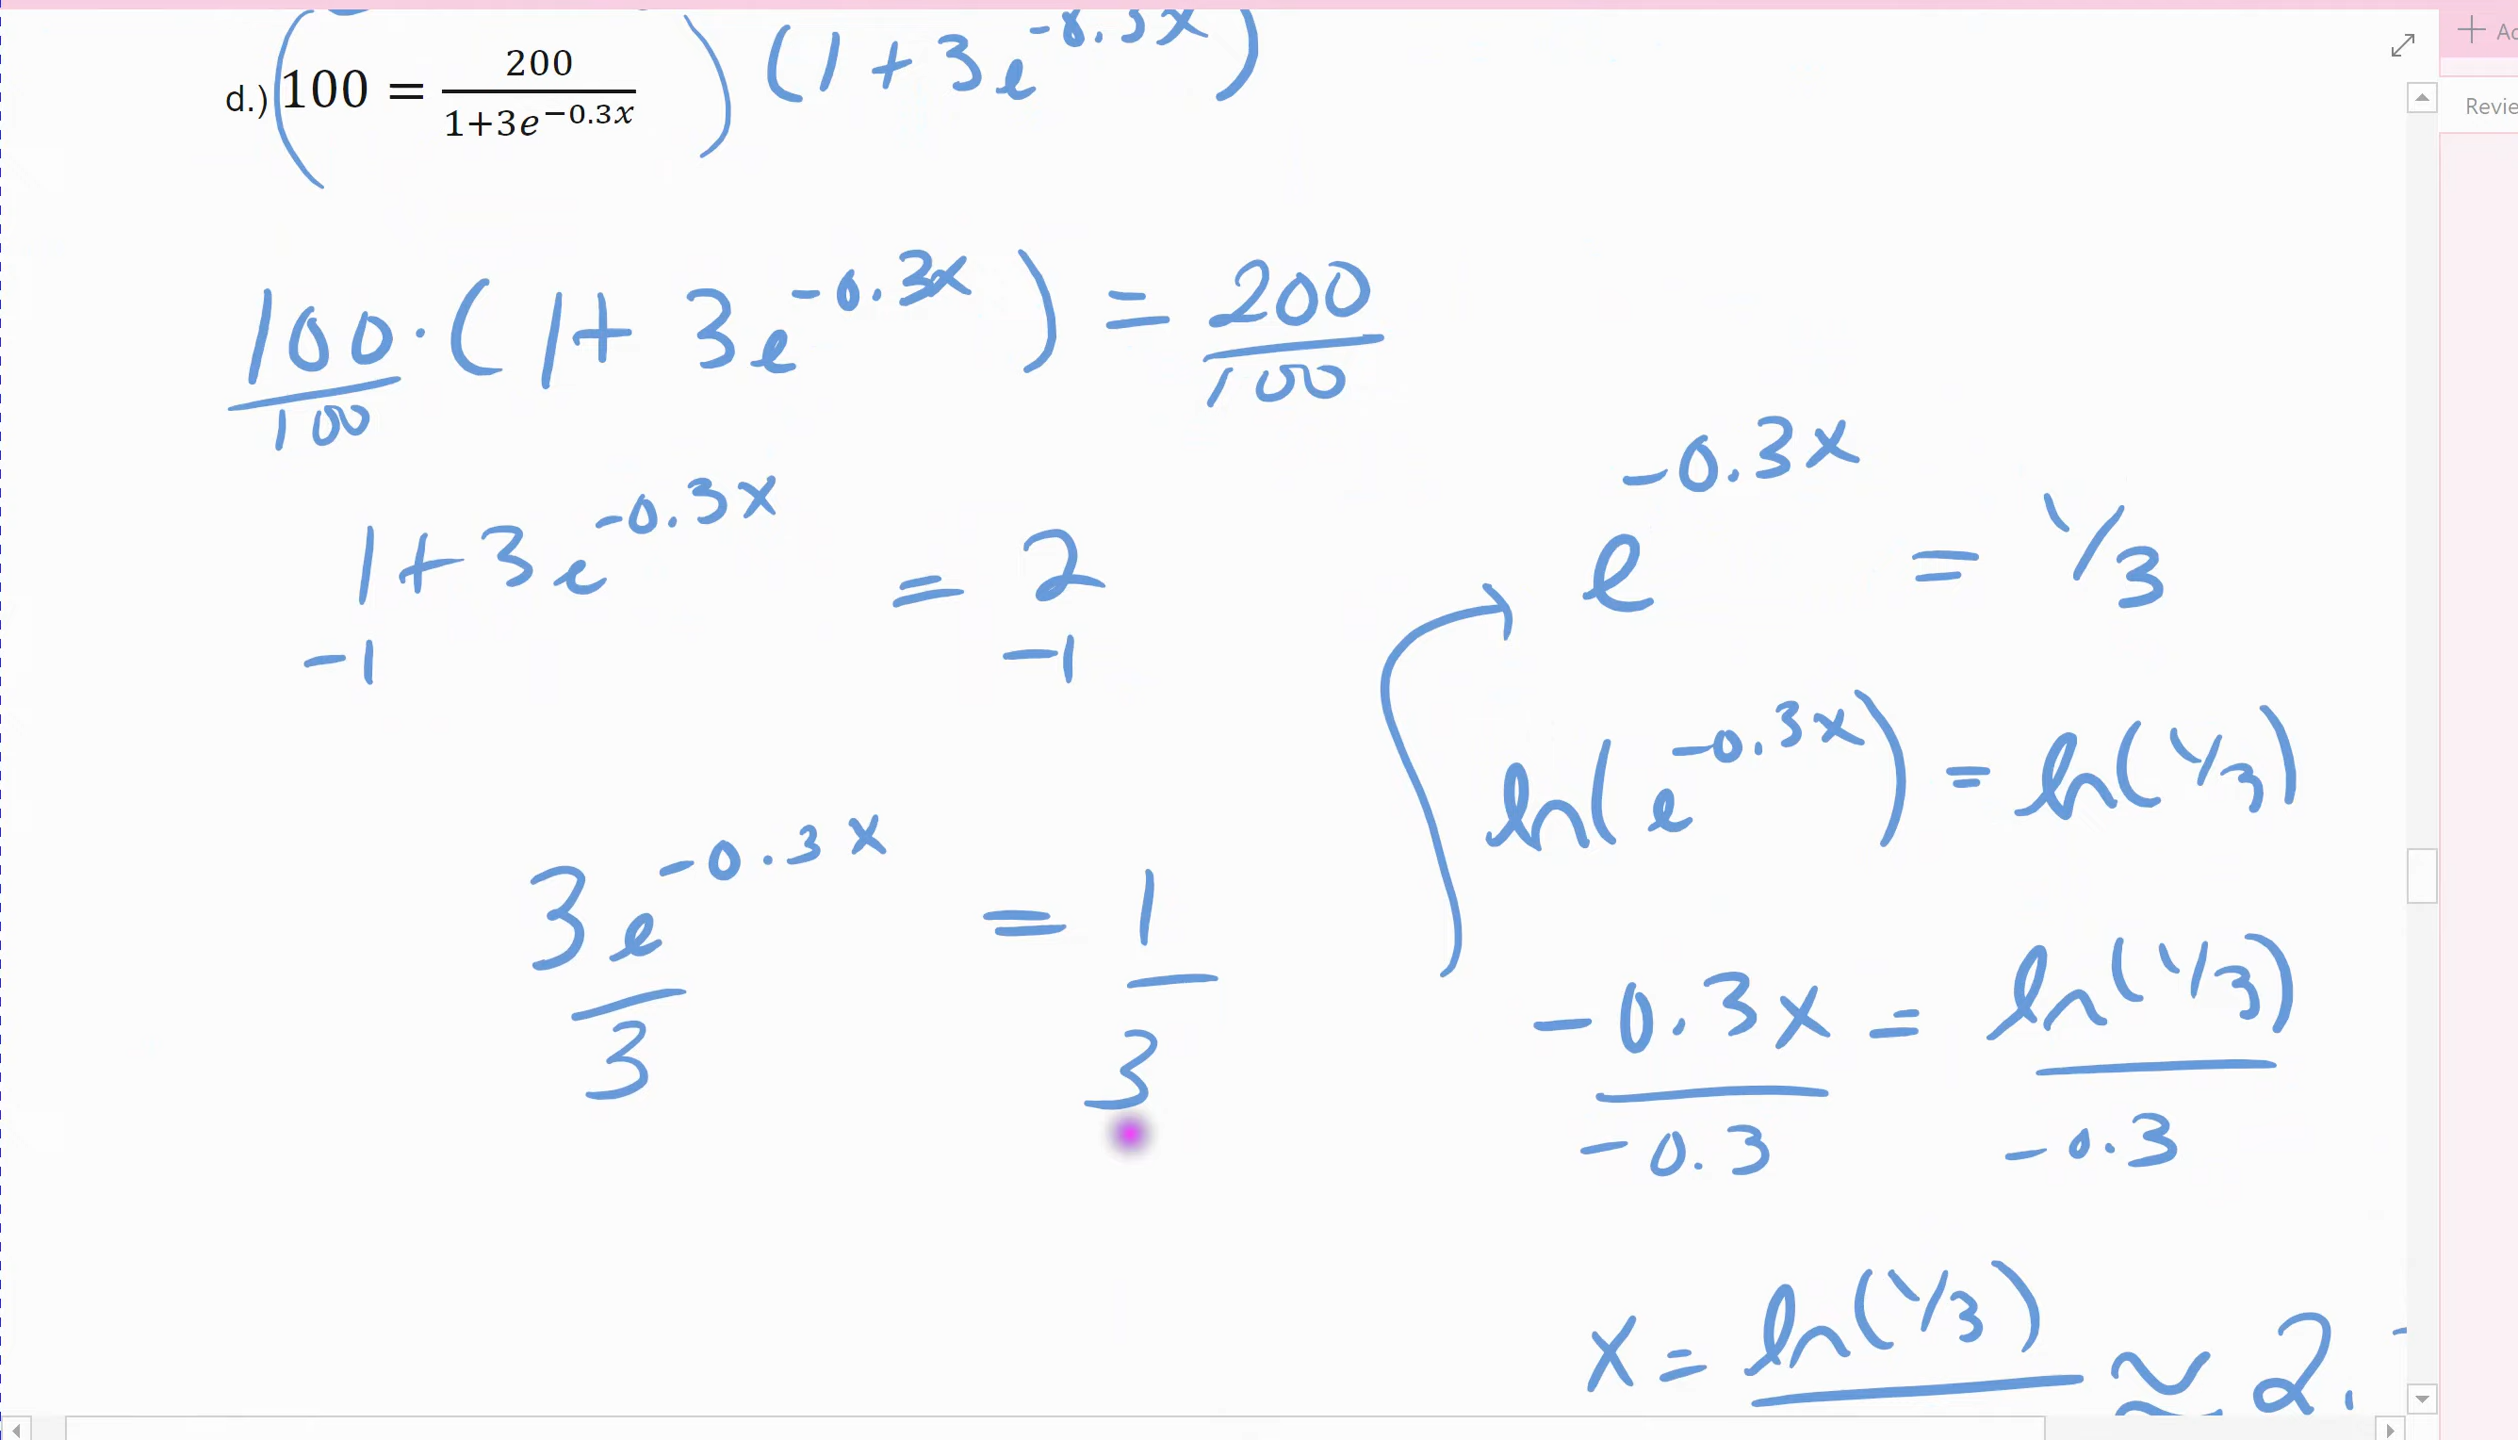 d.) (100 = 200/(1+3e^(−0.3x))) (1 + 3e^(-0.3x))
100/100 · (1 + 3e^(-0.3x)) = 200/100
1 + 3e^(-0.3x) = 2
-1 -1
3e^(-0.3x)/3 = 1/3
e^(-0.3x) = 1/3
ln(e^(-0.3x)) = ln(1/3)
-0.3x/-0.3 = ln(1/3)/-0.3
x = ln(1/3) ≈ 2.